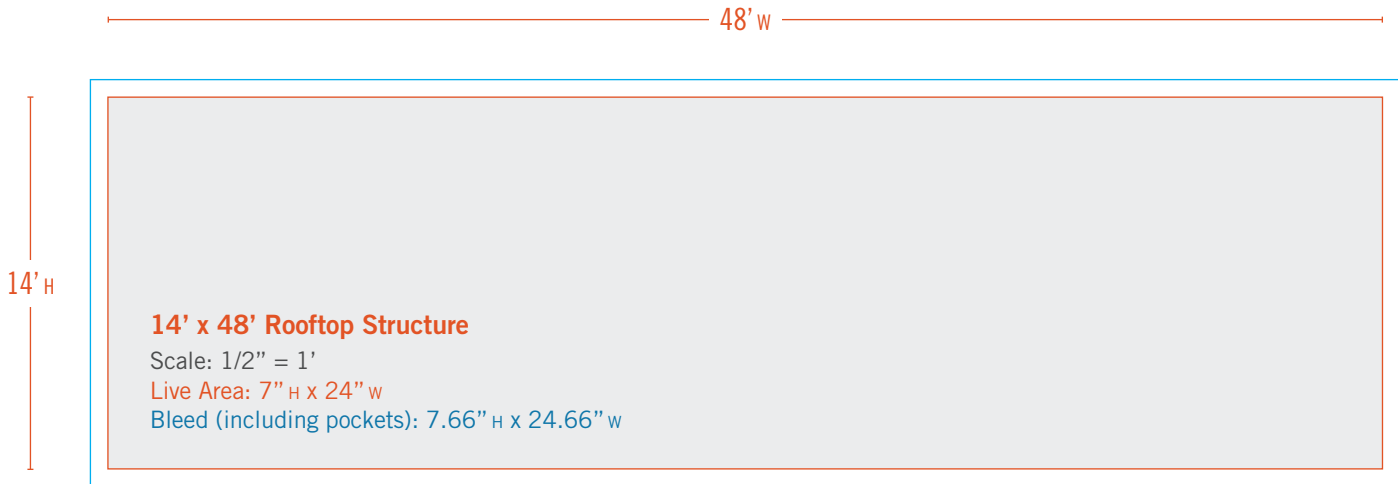 48’ W
14’ H
14’ x 48’ Rooftop Structure
Scale: 1/2” = 1’
Live Area: 7” H x 24” W
Bleed (including pockets): 7.66” H x 24.66” W